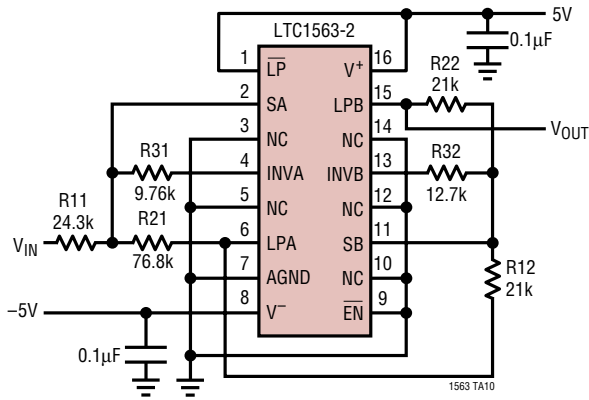 LTC1563-2
5V
0.1µF
1
LP
16
V+
R22
21k
2
SA
15
LPB
VOUT
3
NC
14
NC
R31
9.76k
4
INVA
13
INVB
R32
12.7k
5
NC
12
NC
R11
24.3k
VIN
R21
76.8k
6
LPA
11
SB
R12
21k
7
AGND
10
NC
–5V
8
V–
9
EN
0.1µF
1563 TA10